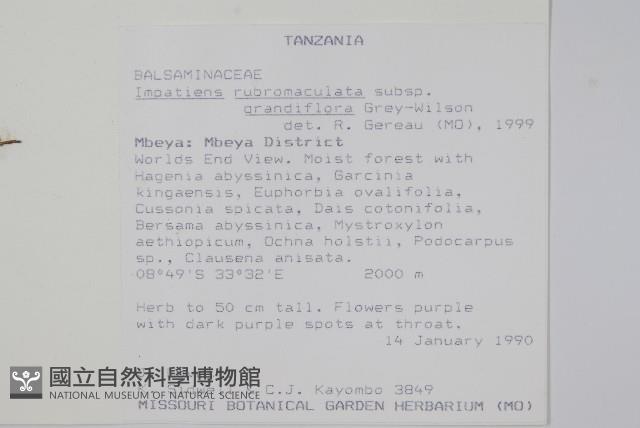 TANZANIA
BALSAMINACEAE
Impatiens rubromaculata subsp.
grandiflora Grey-Wilson
det. R. Gereau (MO), 1999
Mbeya: Mbeya District
Worlds End View. Moist forest with
Hagenia abyssinica, Garcinia
kingaensis, Euphorbia ovalifolia,
Cussonia spicata, Dais cotonifolia,
Bersama abyssinica, Mystroxylon
aethiopicum, Ochna holstii, Podocarpus
sp., Clausena anisata.
08°49'S 33°32'E 2000 m
Herb to 50 cm tall. Flowers purple
with dark purple spots at throat.
14 January 1990
國立自然科學博物館
NATIONAL MUSEUM OF NATURAL SCIENCE
C.J. Kayombo 3849
MISSOURI BOTANICAL GARDEN HERBARIUM (MO)